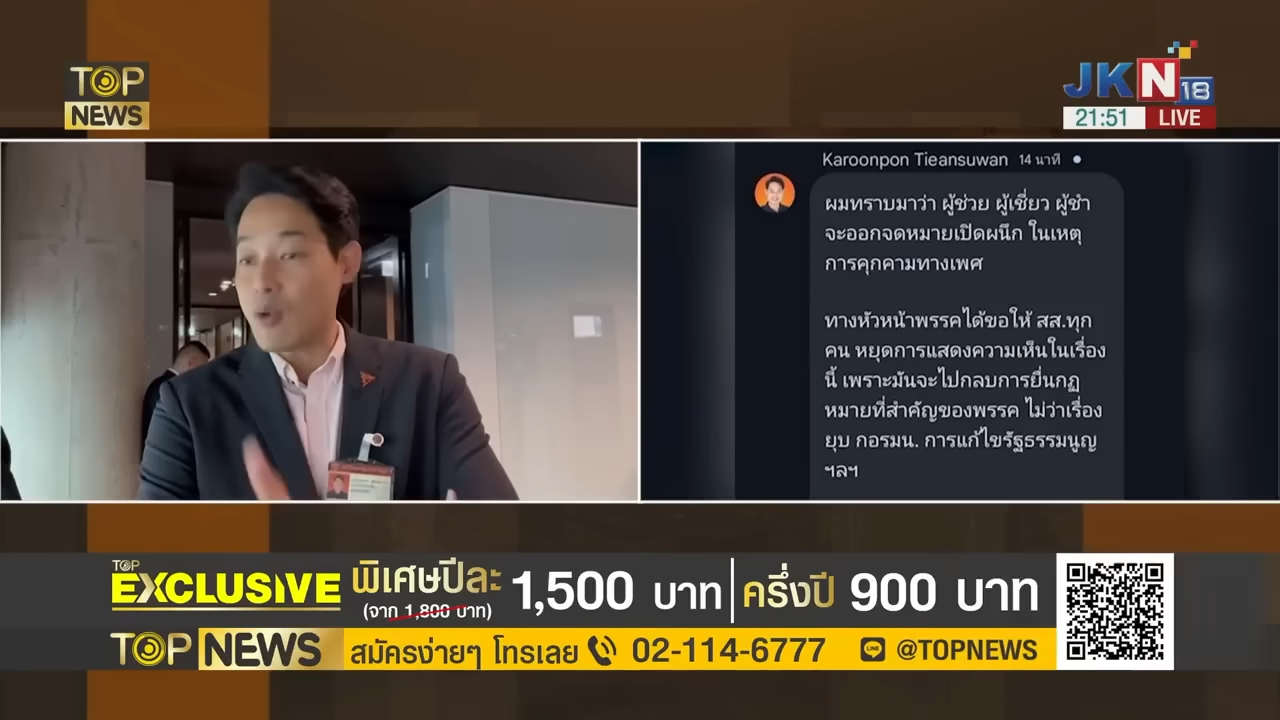 TOP
NEWS
JKN 18
21:51 LIVE
Karoonpon Tieansuwan 14 นาที
ผมทราบมาว่า ผู้ช่วย ผู้เชี่ยว ผู้ชำ
จะออกจดหมายเปิดผนึก ในเหตุ
การคุกคามทางเพศ
ทางหัวหน้าพรรคได้ขอให้ สส.ทุก
คน หยุดการแสดงความเห็นในเรื่อง
นี้ เพราะมันจะไปกลบการยื่นกฎ
หมายที่สำคัญของพรรค ไม่ว่าเรื่อง
ยุบ กอรมน. การแก้ไขรัฐธรรมนูญ
ฯลฯ
TOP
EXCLUSIVE พิเศษปีละ 1,500 บาท ครึ่งปี 900 บาท
(จาก 1,800 บาท)
TOP NEWS สมัครง่ายๆ โทรเลย 02-114-6777 LINE @TOPNEWS